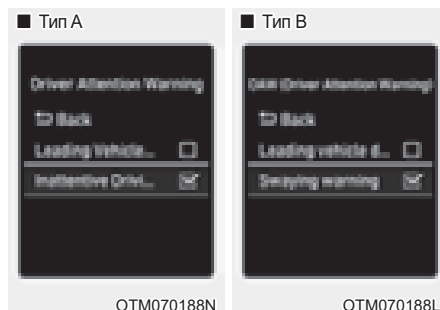 ■ Тип A
Driver Attention Warning
Back
Leading Vehicle...
Inattentive Drivi...
OTM070188N
■ Тип B
DAW (Driver Attention Warning)
Back
Leading vehicle d...
Swaying warning
OTM070188L